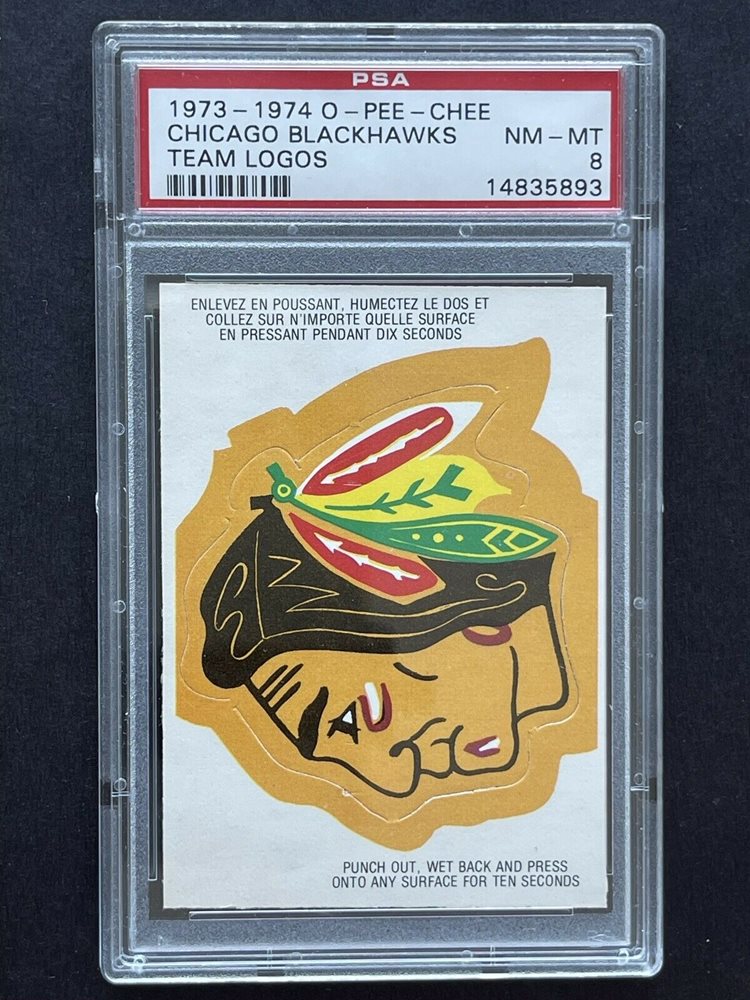 PSA
1973-1974 O-PEE-CHEE
CHICAGO BLACKHAWKS NM-MT
TEAM LOGOS 8
14835893
ENLEVEZ EN POUSSANT, HUMECTEZ LE DOS ET
COLLEZ SUR N'IMPORTE QUELLE SURFACE
EN PRESSANT PENDANT DIX SECONDS
PUNCH OUT, WET BACK AND PRESS
ONTO ANY SURFACE FOR TEN SECONDS